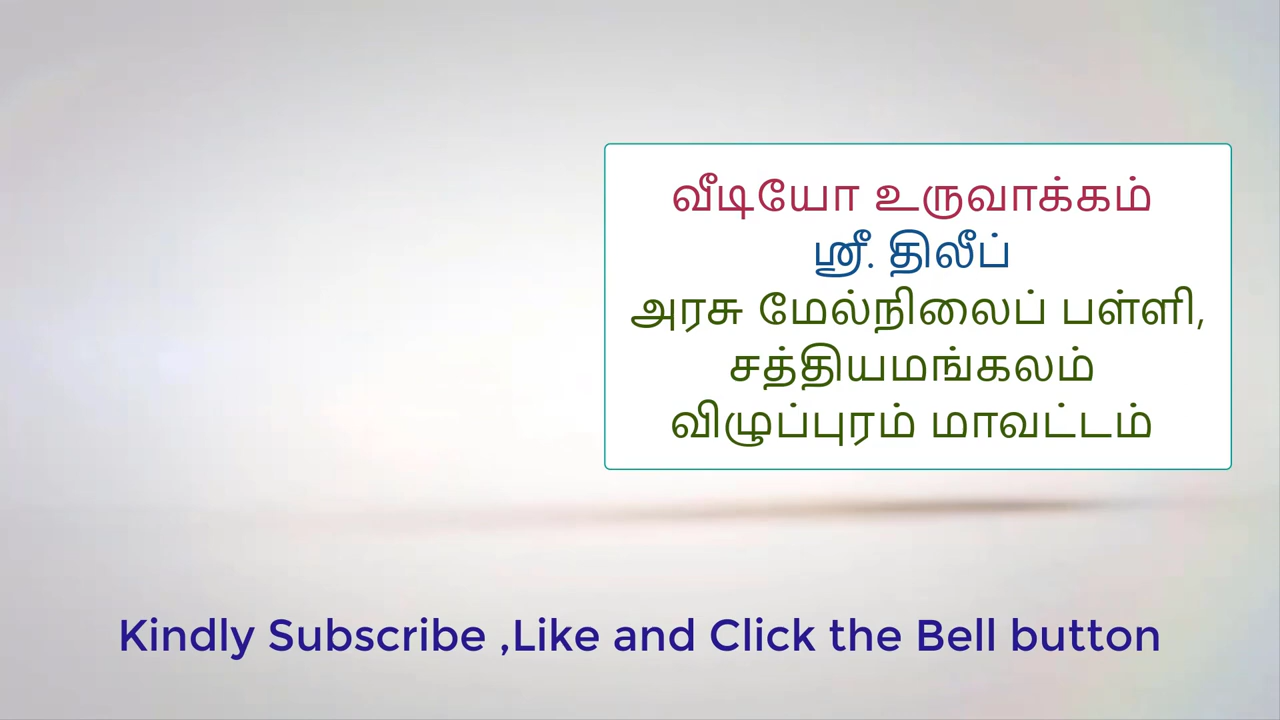 வீடியோ உருவாக்கம்
ஸ்ரீ. திலீப்
அரசு மேல்நிலைப் பள்ளி,
சத்தியமங்கலம்
விழுப்புரம் மாவட்டம்
Kindly Subscribe ,Like and Click the Bell button